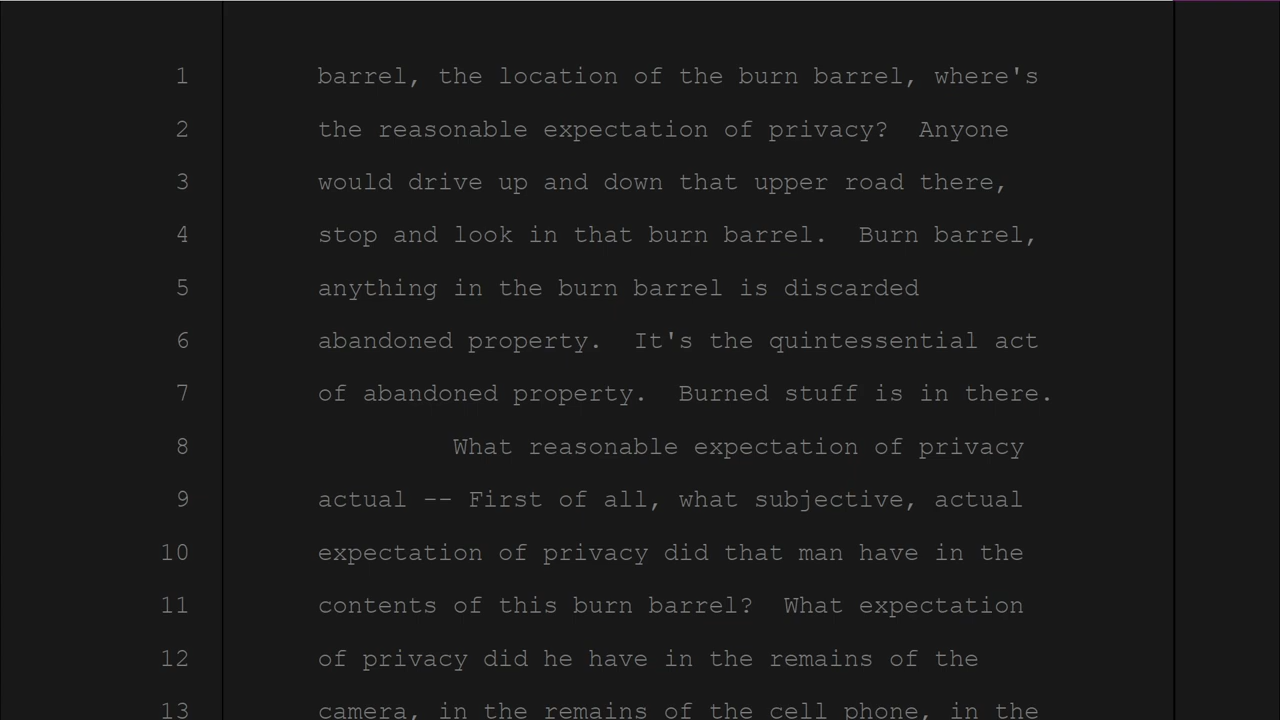 1 barrel, the location of the burn barrel, where's
2 the reasonable expectation of privacy?  Anyone
3 would drive up and down that upper road there,
4 stop and look in that burn barrel.  Burn barrel,
5 anything in the burn barrel is discarded
6 abandoned property.  It's the quintessential act
7 of abandoned property.  Burned stuff is in there.
8 What reasonable expectation of privacy
9 actual -- First of all, what subjective, actual
10 expectation of privacy did that man have in the
11 contents of this burn barrel?  What expectation
12 of privacy did he have in the remains of the
13 camera, in the remains of the cell phone, in the